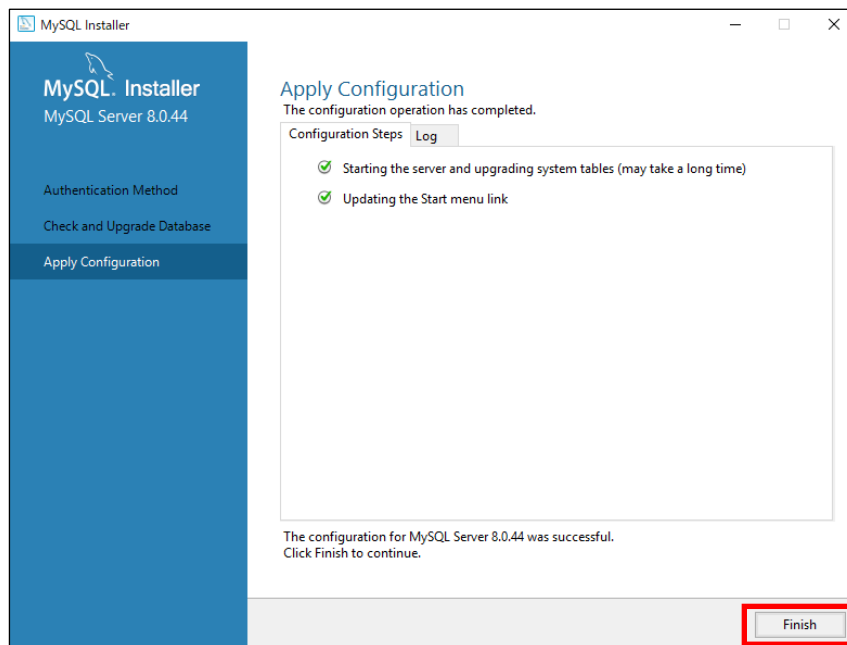 MySQL Installer
MySQL. Installer
MySQL Server 8.0.44
Authentication Method
Check and Upgrade Database
Apply Configuration
Apply Configuration
The configuration operation has completed.
Configuration Steps Log
Starting the server and upgrading system tables (may take a long time)
Updating the Start menu link
The configuration for MySQL Server 8.0.44 was successful.
Click Finish to continue.
Finish